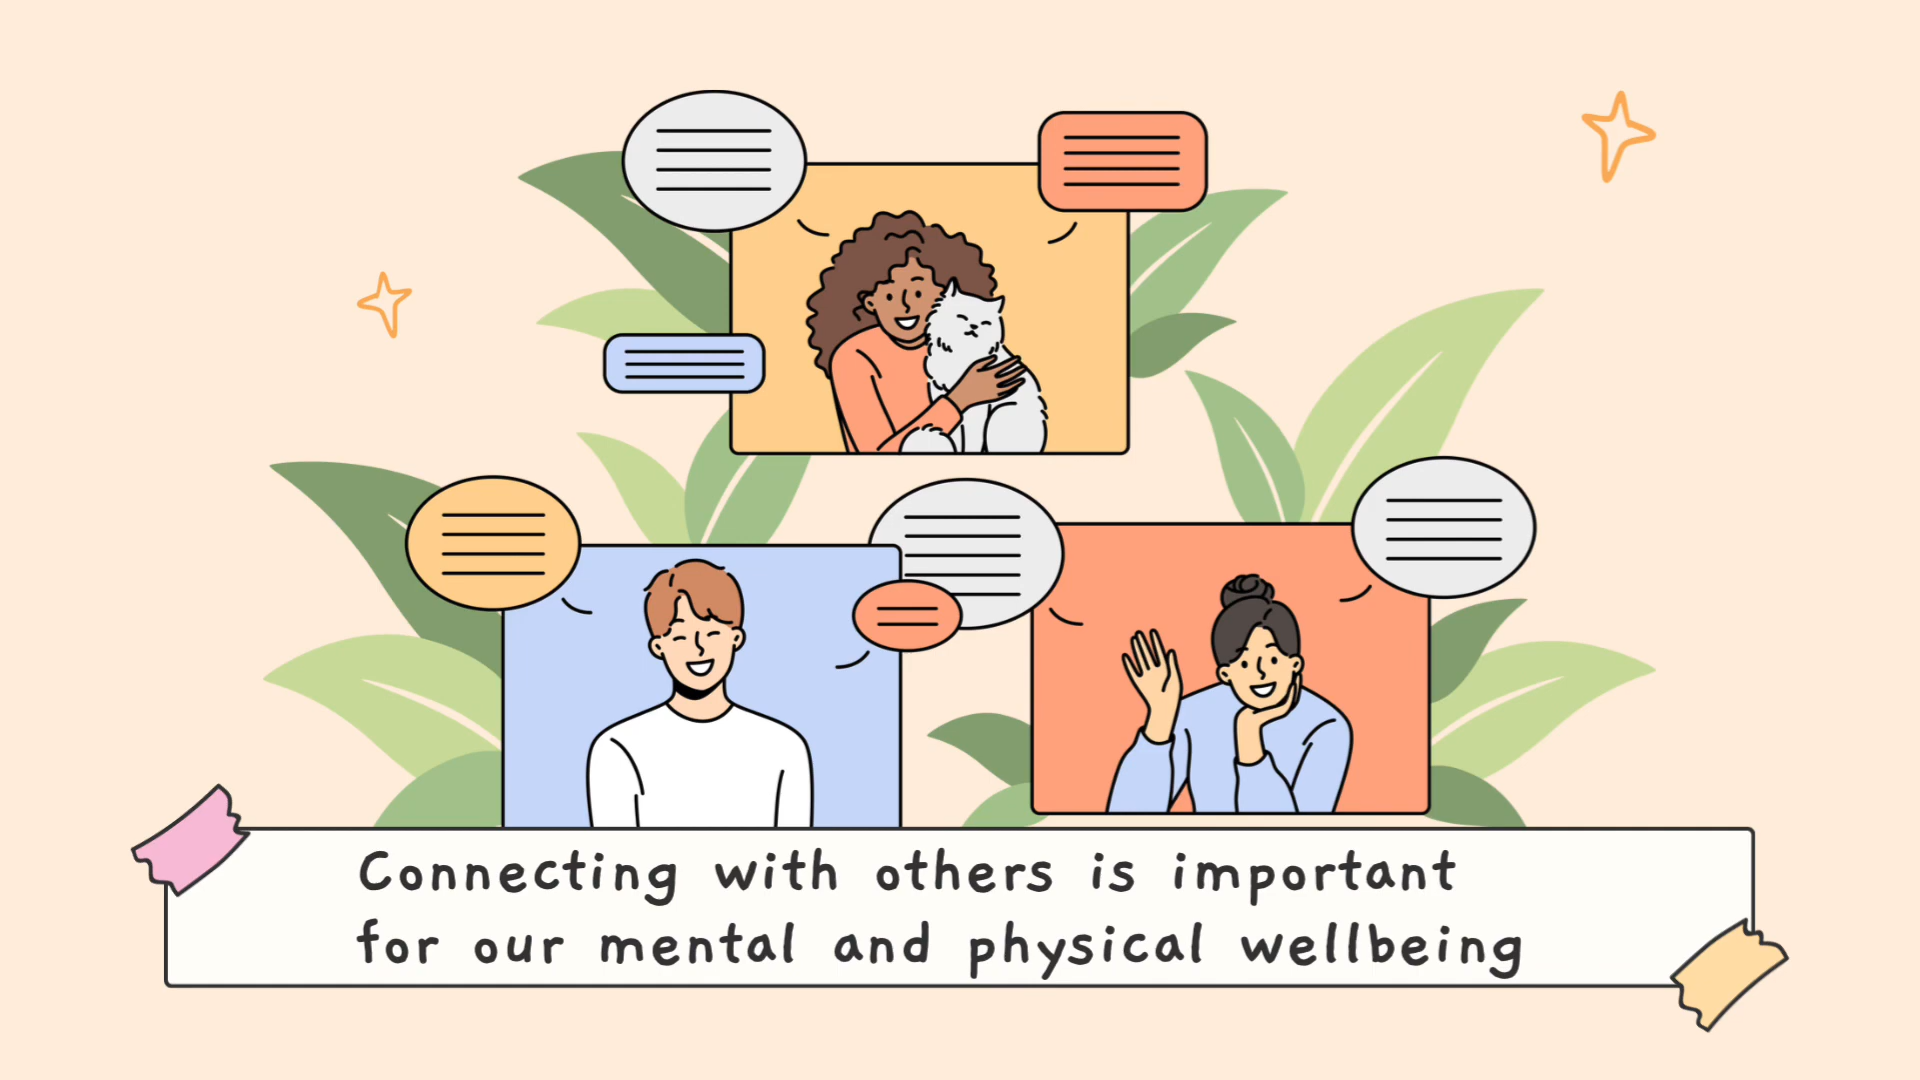 Connecting with others is important
for our mental and physical wellbeing